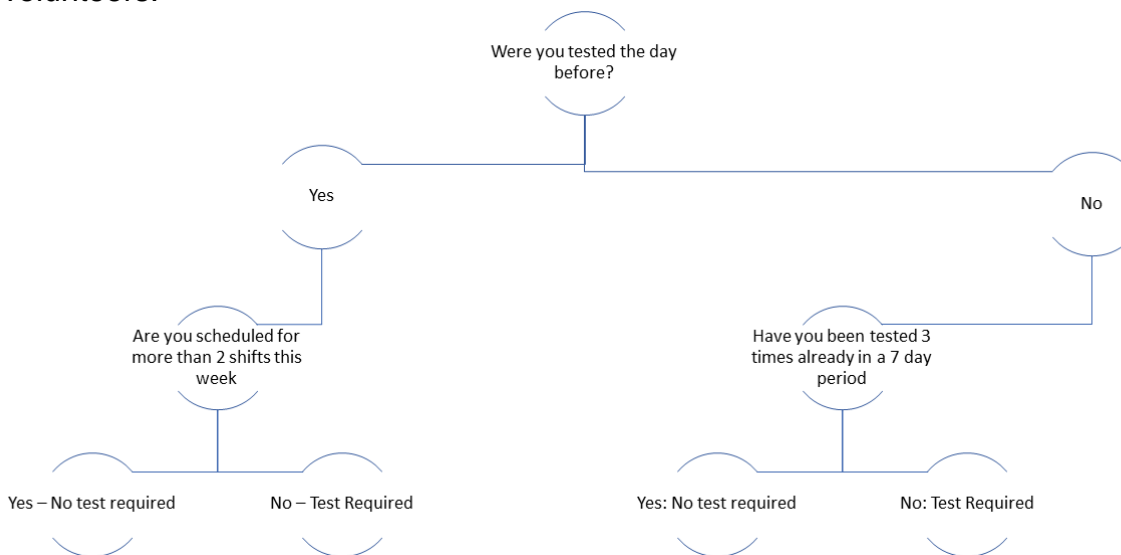 Were you tested the day
before?
Yes
No
Are you scheduled for
more than 2 shifts this
week
Have you been tested 3
times already in a 7 day
period
Yes – No test required
No – Test Required
Yes: No test required
No: Test Required